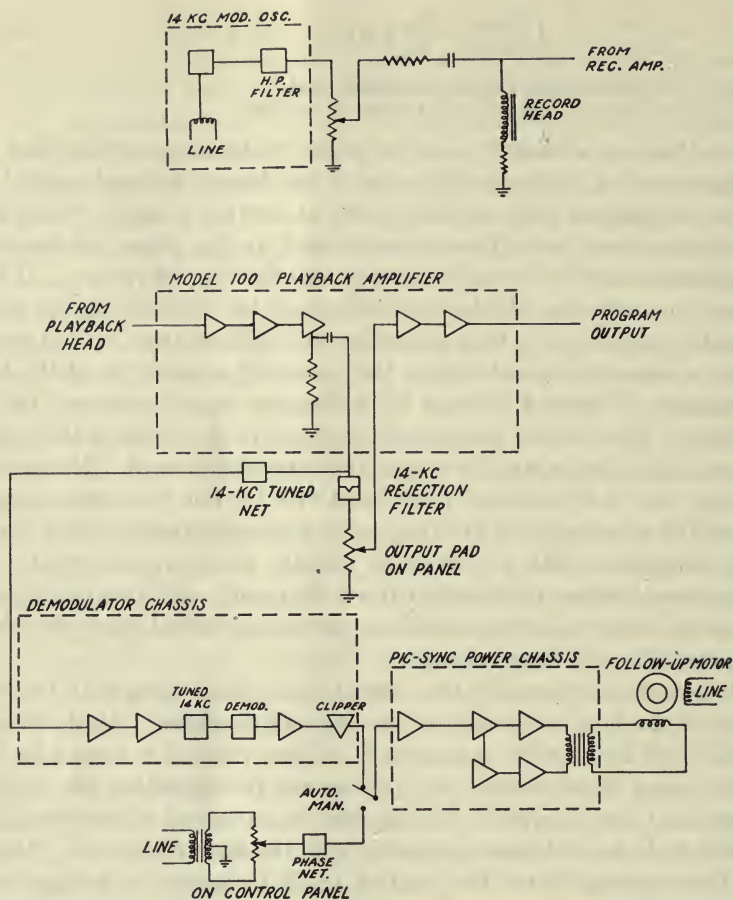 14 KC MOD. OSC.
H.P.
FILTER
LINE
FROM
REC. AMP.
RECORD
HEAD
MODEL 100 PLAYBACK AMPLIFIER
FROM
PLAYBACK
HEAD
PROGRAM
OUTPUT
14-KC TUNED
NET
14-KC
REJECTION
FILTER
OUTPUT PAD
ON PANEL
DEMODULATOR CHASSIS
TUNED
14 KC
DEMOD.
CLIPPER
PIC-SYNC POWER CHASSIS
FOLLOW-UP MOTOR
LINE
AUTO.
MAN.
LINE
PHASE
NET.
ON CONTROL PANEL